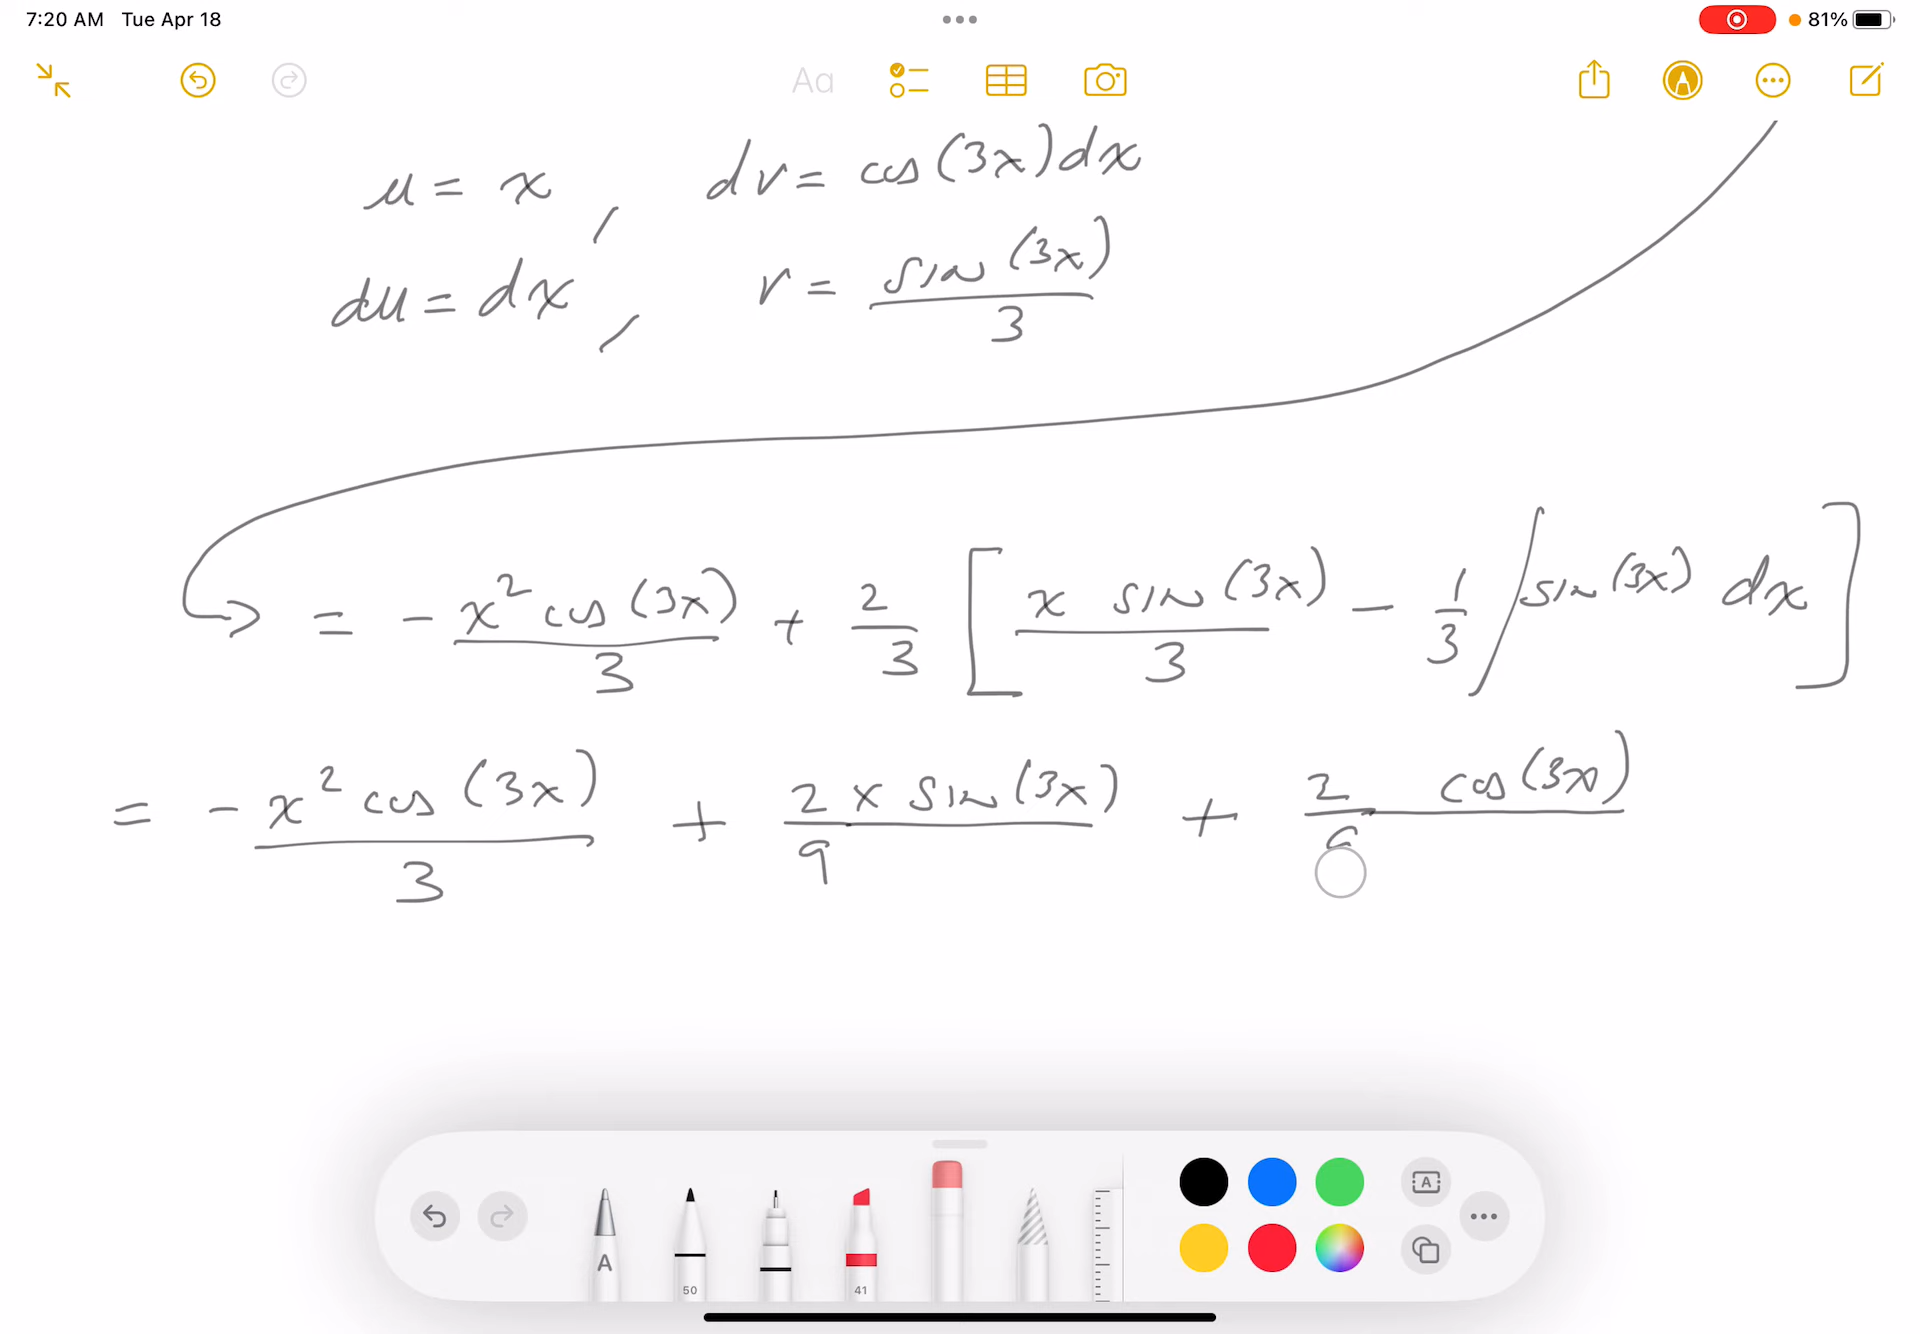 7:20 AM Tue Apr 18 81%
Aa
u = x , dv = cos(3x)dx
du = dx , v = sin(3x)/3
= - x² cos(3x)/3 + 2/3 [ x sin(3x)/3 - 1/3 ∫ sin(3x) dx ]
= - x² cos(3x)/3 + 2x sin(3x)/9 + 2 cos(3x)/
A 50 41 A